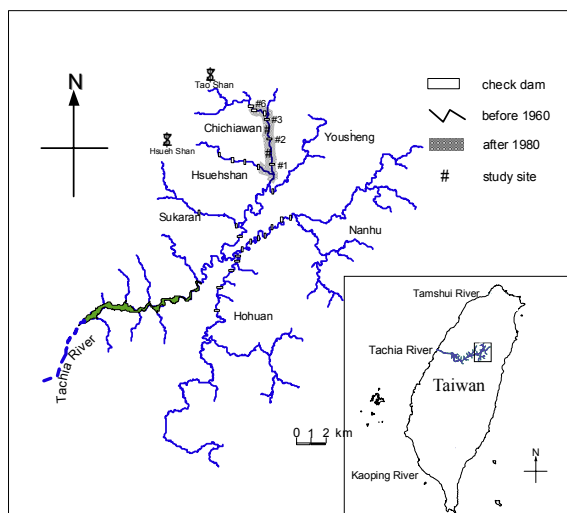 N
Tao Shan
#6
#3
Chichiawan
#2
#
#1
Yousheng
Hsueh Shan
Hsuehshan
Sukaran
Nanhu
Hohuan
Tachia River
0 1 2 km
check dam
before 1960
after 1980
# study site
Tamshui River
Tachia River
Taiwan
Kaoping River
N